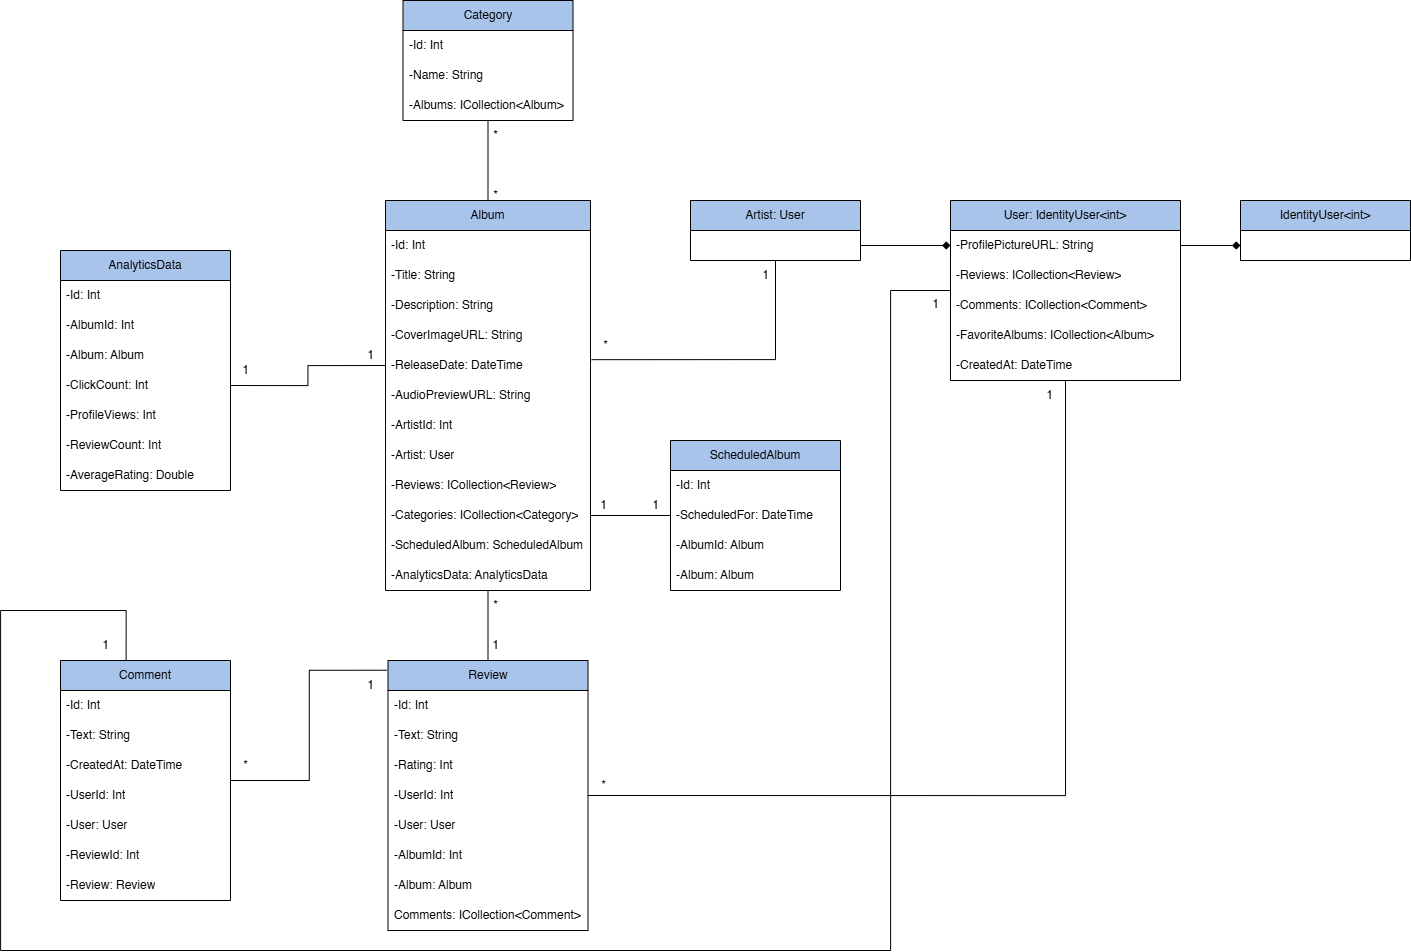 Category
-Id: Int
-Name: String
-Albums: ICollection<Album>
*
*
Album
-Id: Int
-Title: String
-Description: String
-CoverImageURL: String
-ReleaseDate: DateTime
-AudioPreviewURL: String
-ArtistId: Int
-Artist: User
-Reviews: ICollection<Review>
-Categories: ICollection<Category>
-ScheduledAlbum: ScheduledAlbum
-AnalyticsData: AnalyticsData
Artist: User
1
*
User: IdentityUser<int>
-ProfilePictureURL: String
-Reviews: ICollection<Review>
-Comments: ICollection<Comment>
-FavoriteAlbums: ICollection<Album>
-CreatedAt: DateTime
1
1
IdentityUser<int>
AnalyticsData
-Id: Int
-AlbumId: Int
-Album: Album
-ClickCount: Int
-ProfileViews: Int
-ReviewCount: Int
-AverageRating: Double
1
1
ScheduledAlbum
-Id: Int
-ScheduledFor: DateTime
-AlbumId: Album
-Album: Album
1
1
*
1
Comment
-Id: Int
-Text: String
-CreatedAt: DateTime
-UserId: Int
-User: User
-ReviewId: Int
-Review: Review
1
*
1
Review
-Id: Int
-Text: String
-Rating: Int
-UserId: Int
-User: User
-AlbumId: Int
-Album: Album
Comments: ICollection<Comment>
*